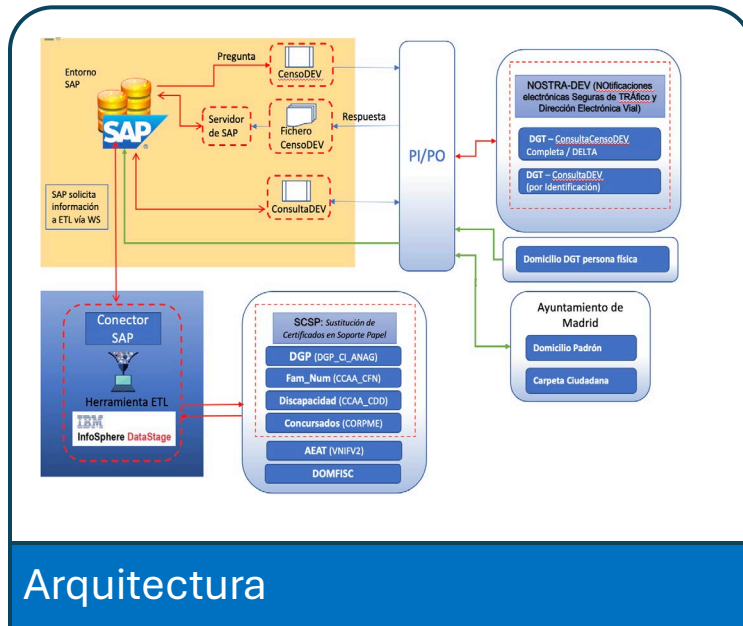 Entorno
SAP
SAP
®
Pregunta
CensoDEV
Servidor
de SAP
Fichero
CensoDEV
Respuesta
ConsultaDEV
SAP solicita
información
a ETL vía WS
PI/PO
NOSTRA-DEV (NOtificaciones
electrónicas Seguras de TRÁfico y
Dirección Electrónica Vial)
DGT – ConsultaCensoDEV
Completa / DELTA
DGT – ConsultaDEV
(por Identificación)
Domicilio DGT persona física
Ayuntamiento de
Madrid
Domicilio Padrón
Carpeta Ciudadana
Conector
SAP
Herramienta ETL
IBM
InfoSphere DataStage
SCSP: Sustitución de
Certificados en Soporte Papel
DGP (DGP_CI_ANAG)
Fam_Num (CCAA_CFN)
Discapacidad (CCAA_CDD)
Concursados (CORPME)
AEAT (VNIFV2)
DOMFISC
Arquitectura